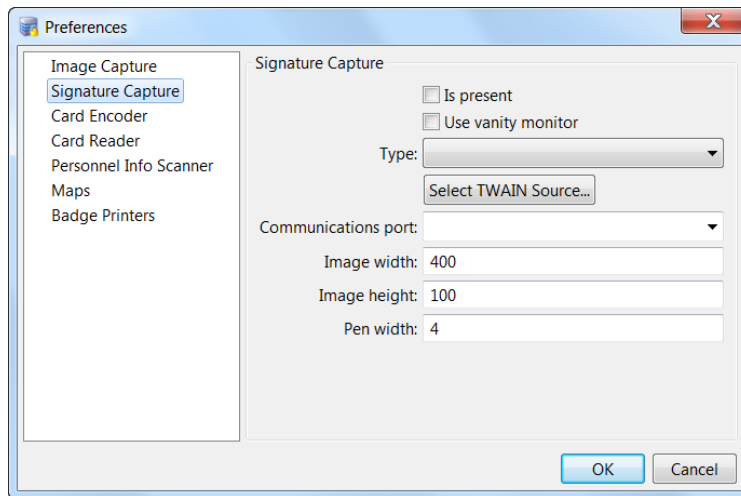 Preferences
Image Capture
Signature Capture
Card Encoder
Card Reader
Personnel Info Scanner
Maps
Badge Printers
Signature Capture
Is present
Use vanity monitor
Type:
Select TWAIN Source...
Communications port:
Image width: 400
Image height: 100
Pen width: 4
OK Cancel